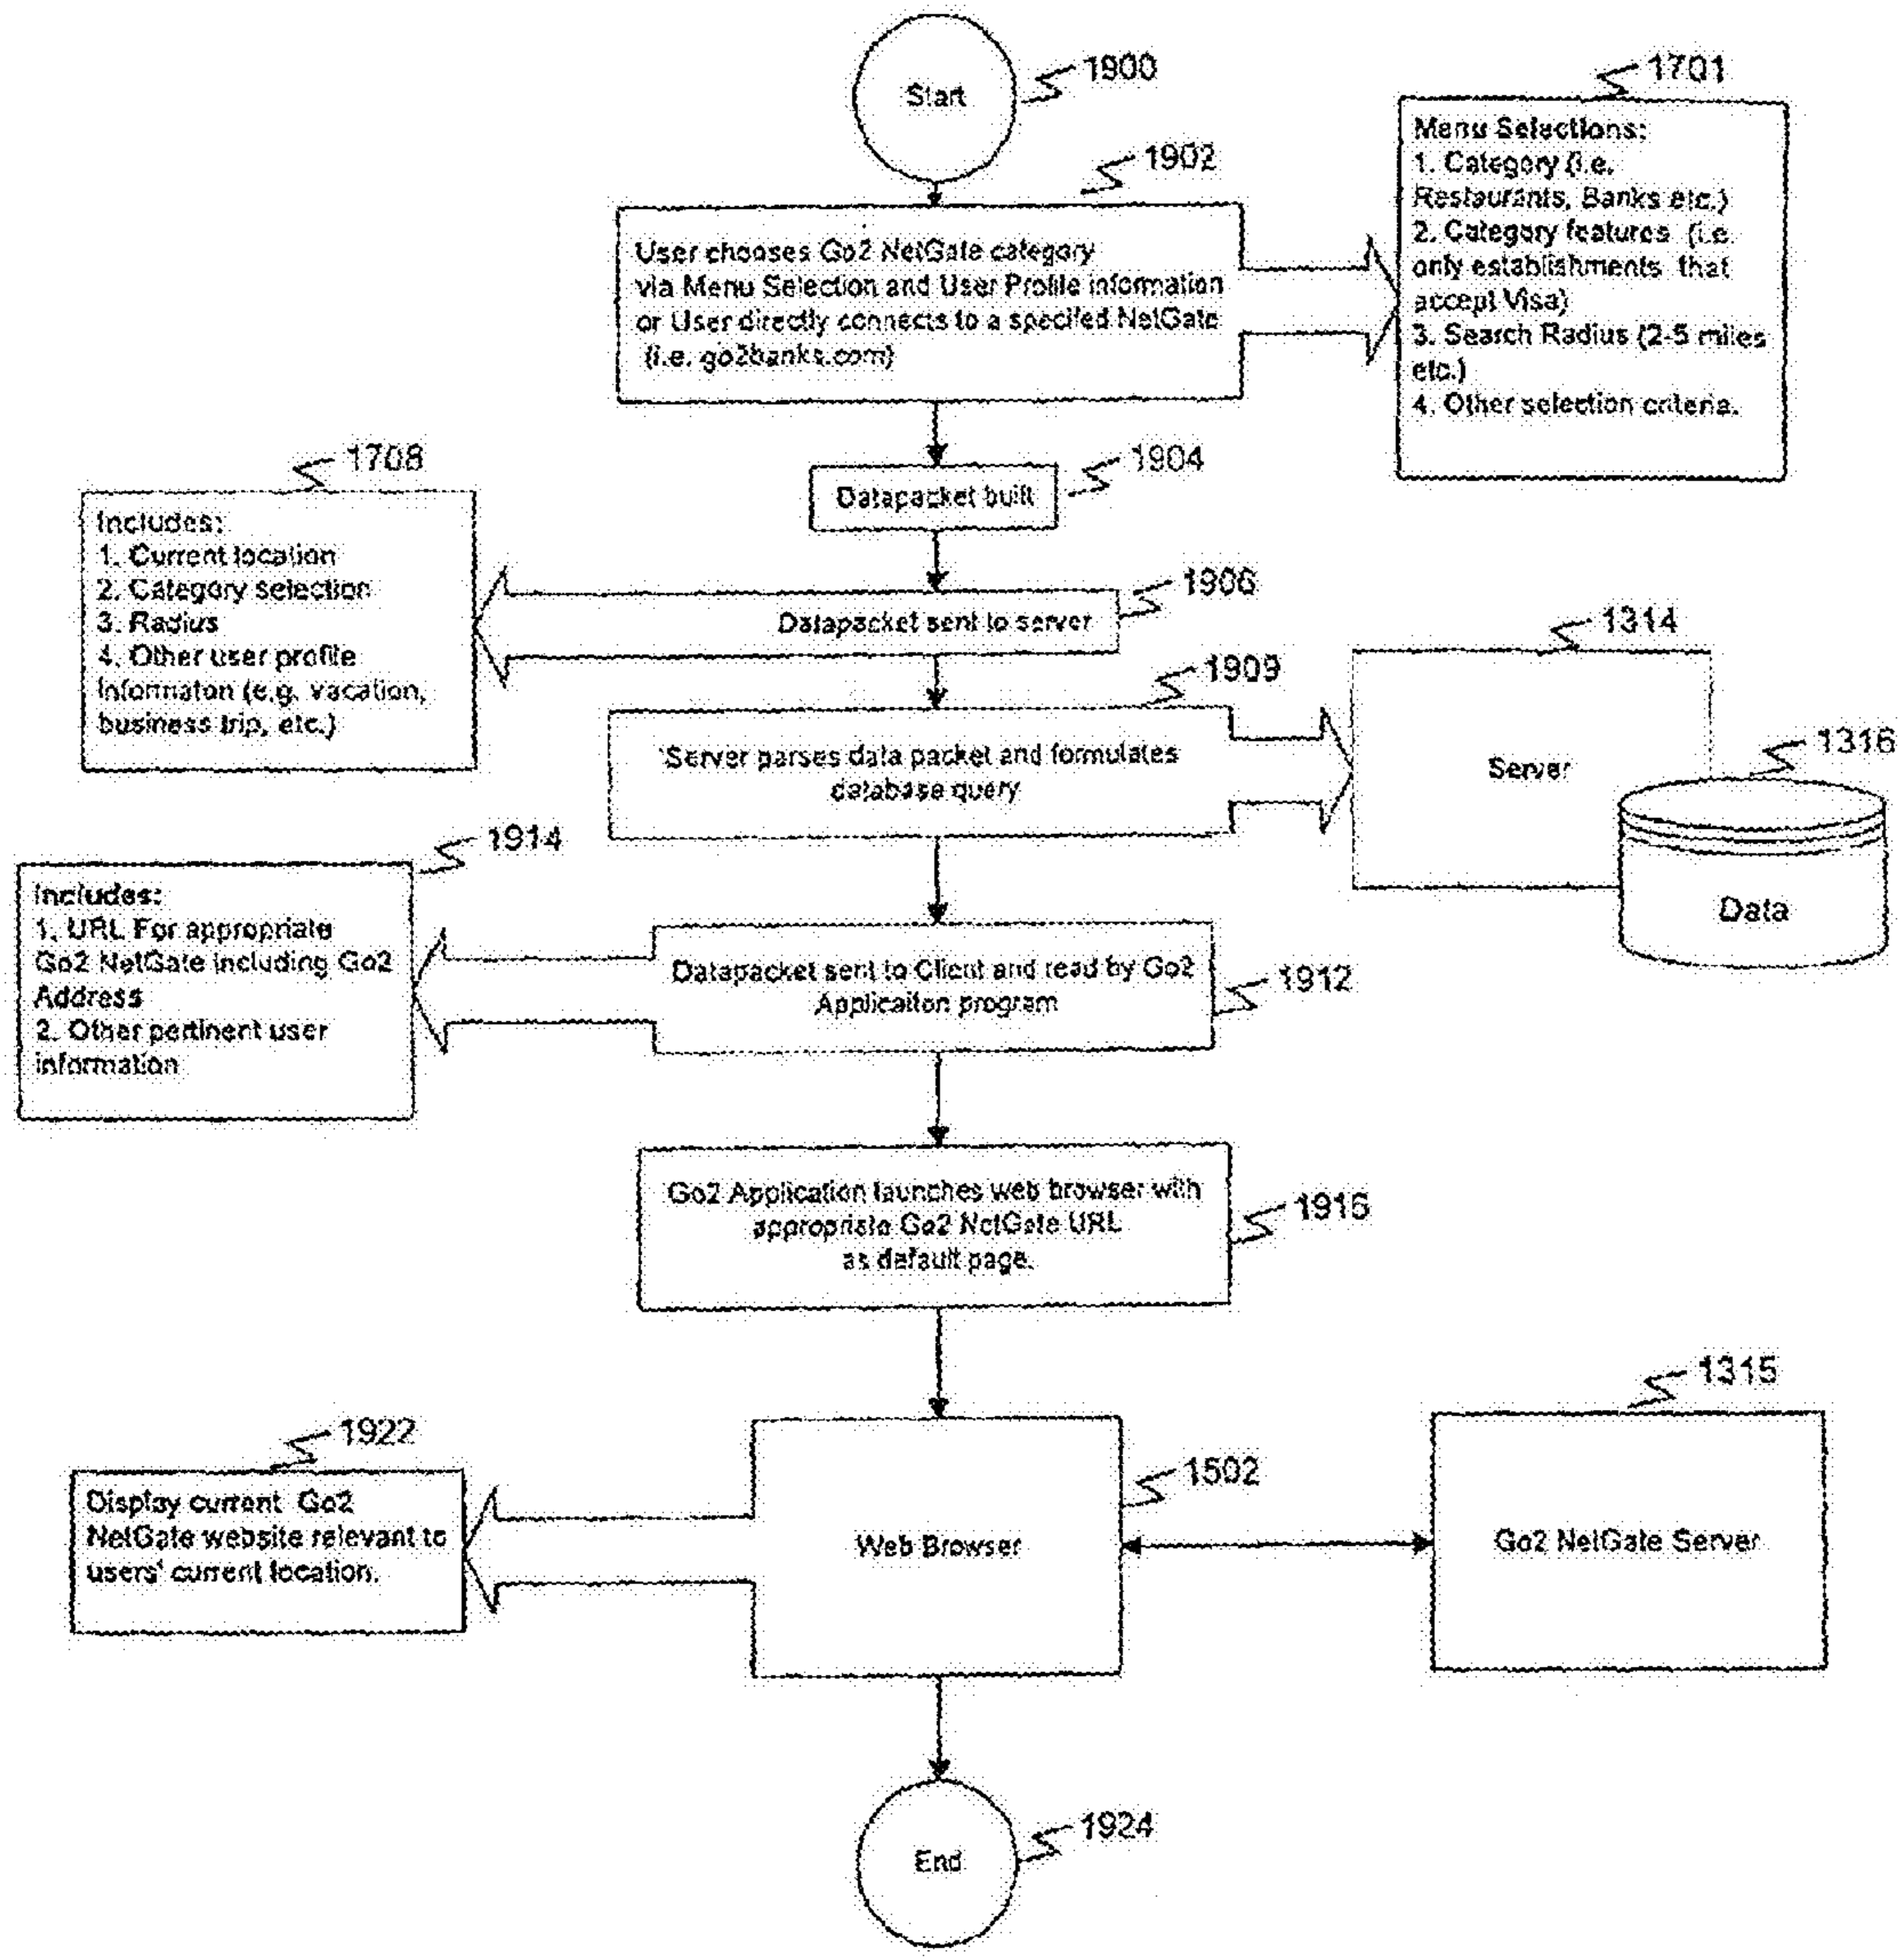 1900
Start
1701
Menu Selections:
1. Category (i.e.
Restaurants, Banks etc.)
2. Category features (i.e.
only establishments that
accept Visa)
3. Search Radius (2-5 miles
etc.)
4. Other selection criteria.
1902
User chooses Go2 NetGate category
via Menu Selection and User Profile information
or User directly connects to a specifed NetGate
(i.e. go2banks.com)
1904
Datapacket built
1708
Includes:
1. Current location
2. Category selection
3. Radius
4. Other user profile
Informaton (e.g. vacation,
business trip, etc.)
1906
Datapacket sent to server
1909
Server parses data packet and formulates
database query
1314
Server
1316
Data
1914
Includes:
1. URL For appropriate
Go2 NetGate including Go2
Address
2. Other pertinent user
information
1912
Datapacket sent to Client and read by Go2
Applicaiton program
1916
Go2 Application launches web browser with
appropriate Go2 NetGate URL
as default page.
1922
Display current Go2
NetGate website relevant to
users' current location.
1502
Web Browser
1315
Go2 NetGate Server
1924
End